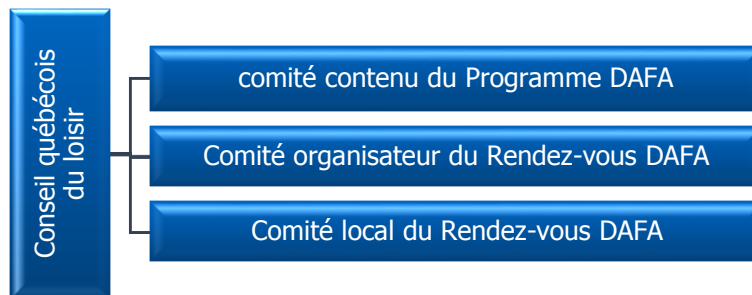 Conseil québécois
du loisir
comité contenu du Programme DAFA
Comité organisateur du Rendez-vous DAFA
Comité local du Rendez-vous DAFA